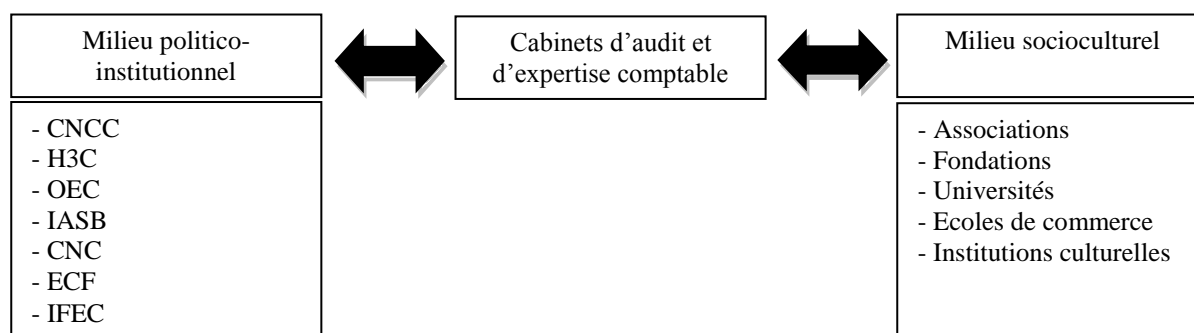 Milieu politico-
institutionnel
- CNCC
- H3C
- OEC
- IASB
- CNC
- ECF
- IFEC
Cabinets d'audit et
d'expertise comptable
Milieu socioculturel
- Associations
- Fondations
- Universités
- Ecoles de commerce
- Institutions culturelles